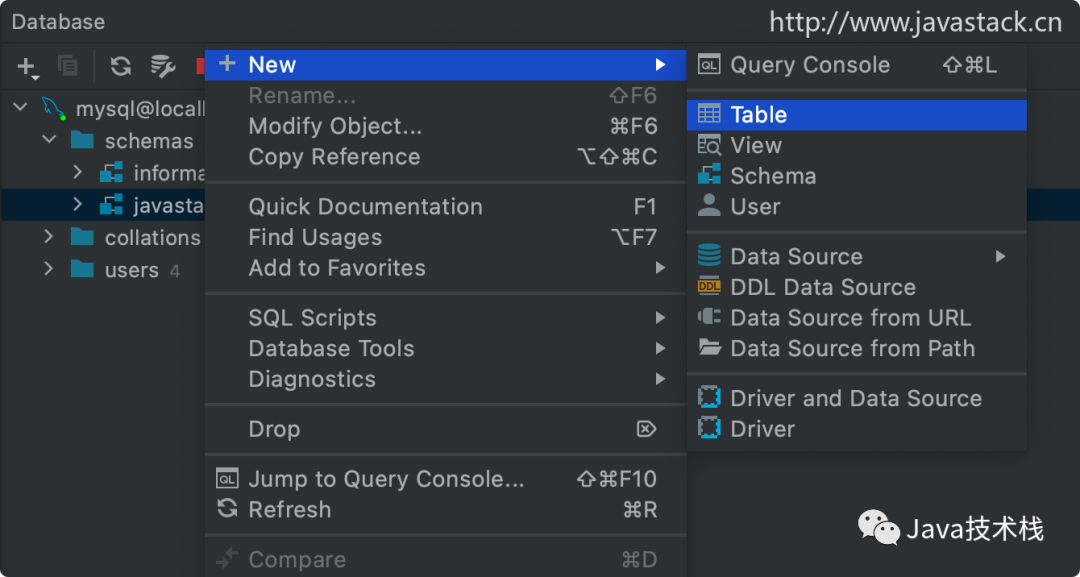 Database
http://www.javastack.cn
mysql@locall
schemas
informa
javasta
collations
users 4
New
Rename... ⇧F6
Modify Object... ⌘F6
Copy Reference ⌥⇧⌘C
Quick Documentation F1
Find Usages ⌥F7
Add to Favorites
SQL Scripts
Database Tools
Diagnostics
Drop ⌦
QL Jump to Query Console... ⇧⌘F10
Refresh ⌘R
Compare ⌘D
QL Query Console ⇧⌘L
Table
View
Schema
User
Data Source
DDL DDL Data Source
Data Source from URL
Data Source from Path
Driver and Data Source
Driver
Java技术栈